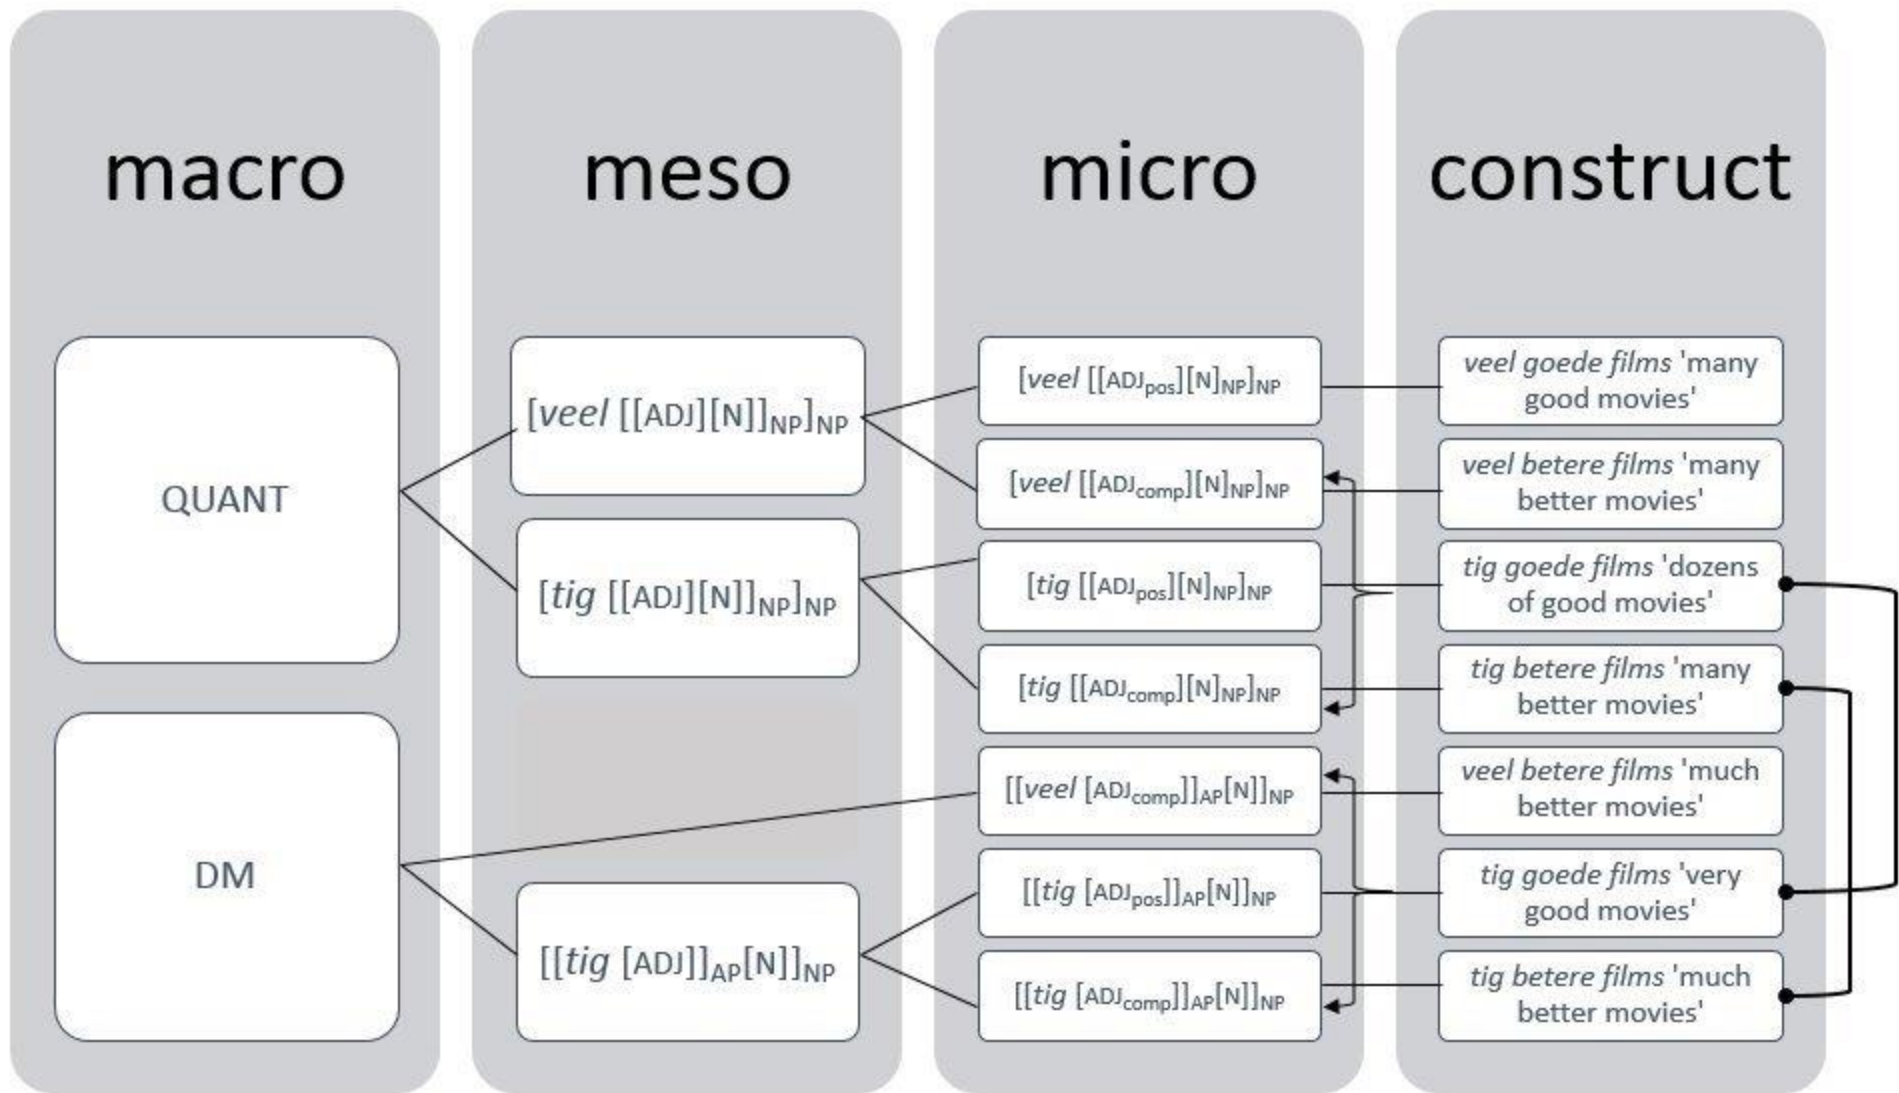 macro
meso
micro
construct
QUANT
DM
[veel [[ADJ][N]]NP]NP
[tig [[ADJ][N]]NP]NP
[[tig [ADJ]]AP[N]]NP
[veel [[ADJpos][N]NP]NP
[veel [[ADJcomp][N]NP]NP
[tig [[ADJpos][N]NP]NP
[tig [[ADJcomp][N]NP]NP
[[veel [ADJcomp]]AP[N]]NP
[[tig [ADJpos]]AP[N]]NP
[[tig [ADJcomp]]AP[N]]NP
veel goede films 'many
good movies'
veel betere films 'many
better movies'
tig goede films 'dozens
of good movies'
tig betere films 'many
better movies'
veel betere films 'much
better movies'
tig goede films 'very
good movies'
tig betere films 'much
better movies'